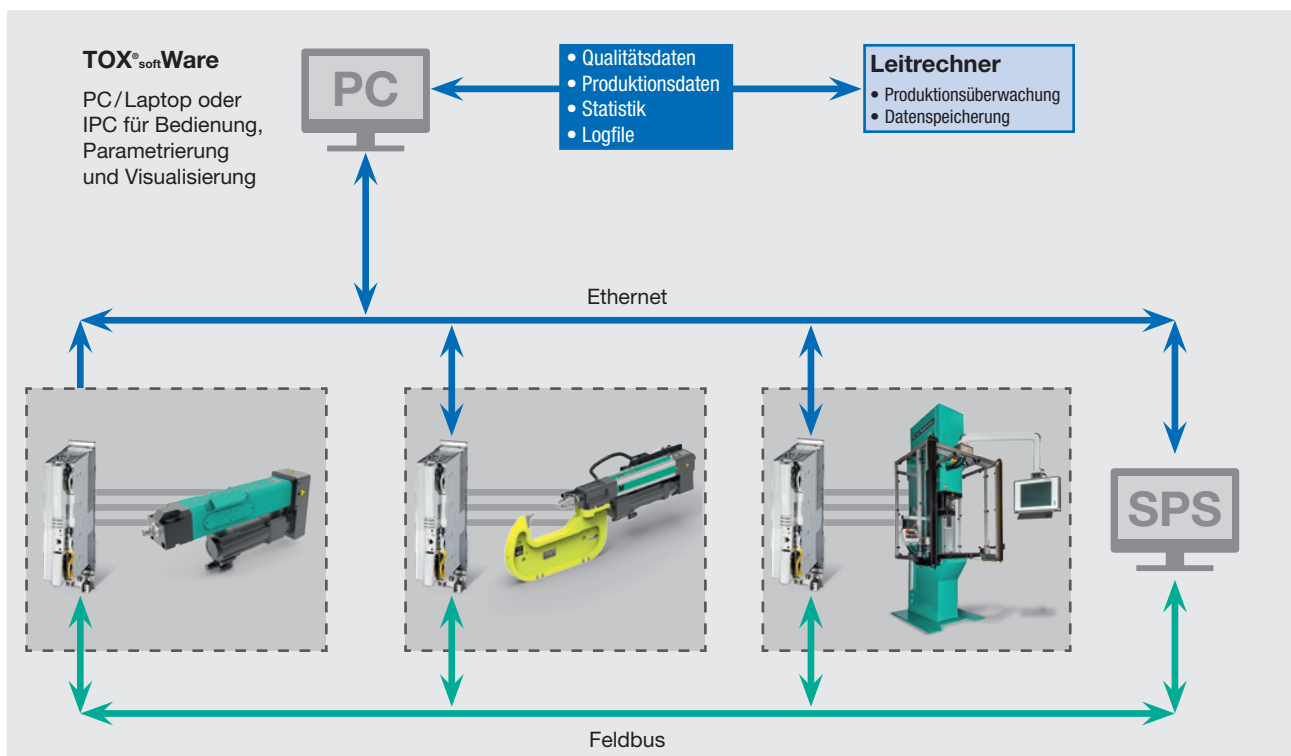 TOX®softWare
PC/Laptop oder
IPC für Bedienung,
Parametrierung
und Visualisierung
PC
• Qualitätsdaten
• Produktionsdaten
• Statistik
• Logfile
Leitrechner
• Produktionsüberwachung
• Datenspeicherung
Ethernet
SPS
Feldbus